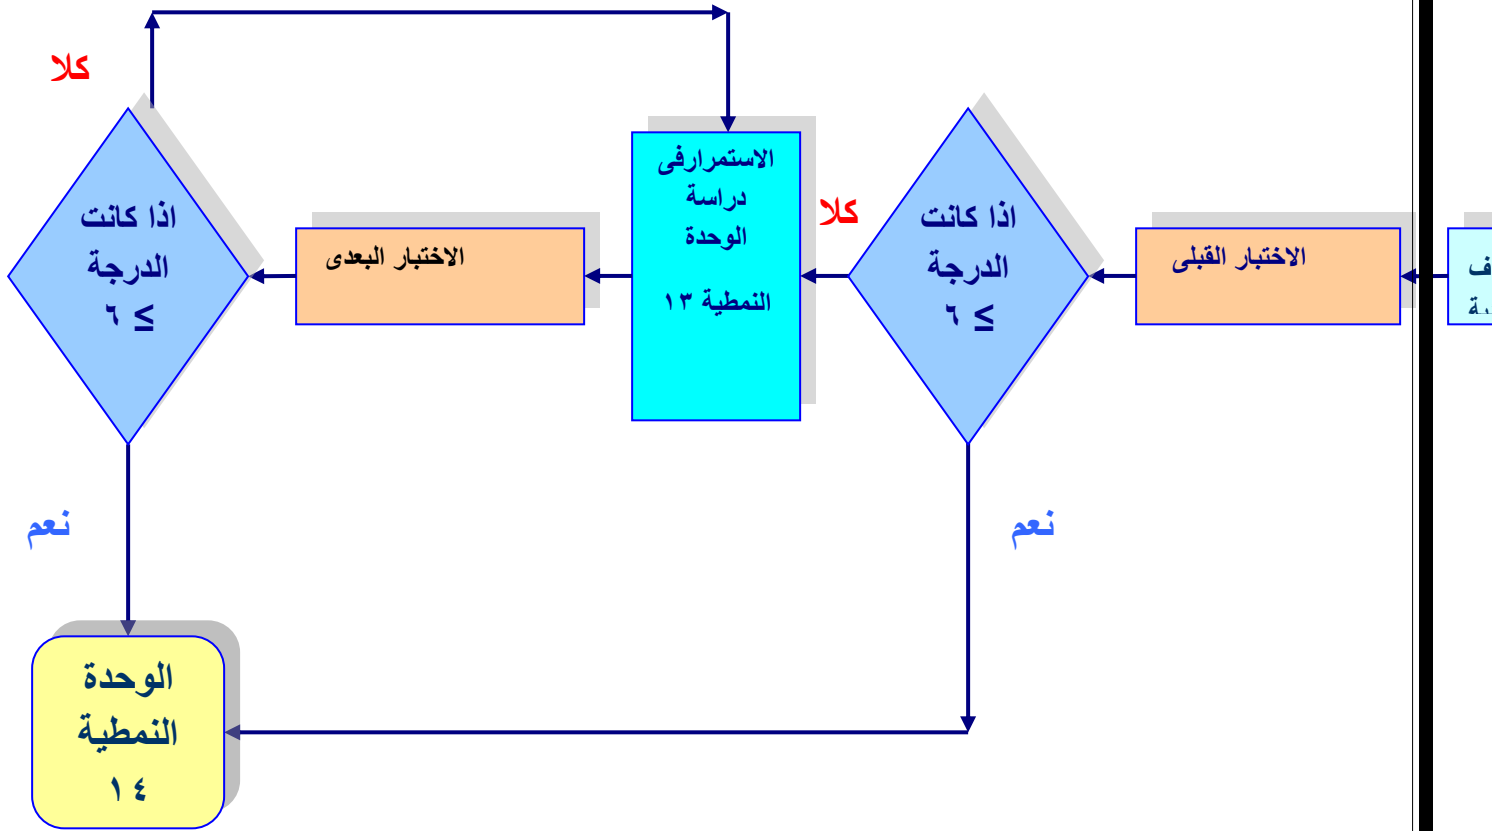 الاختبار القبلى
اذا كانت
الدرجة
≥ ٦
كلا
نعم
الاستمرارفى
دراسة
الوحدة
النمطية ١٣
الاختبار البعدى
اذا كانت
الدرجة
≥ ٦
كلا
نعم
الوحدة
النمطية
١٤